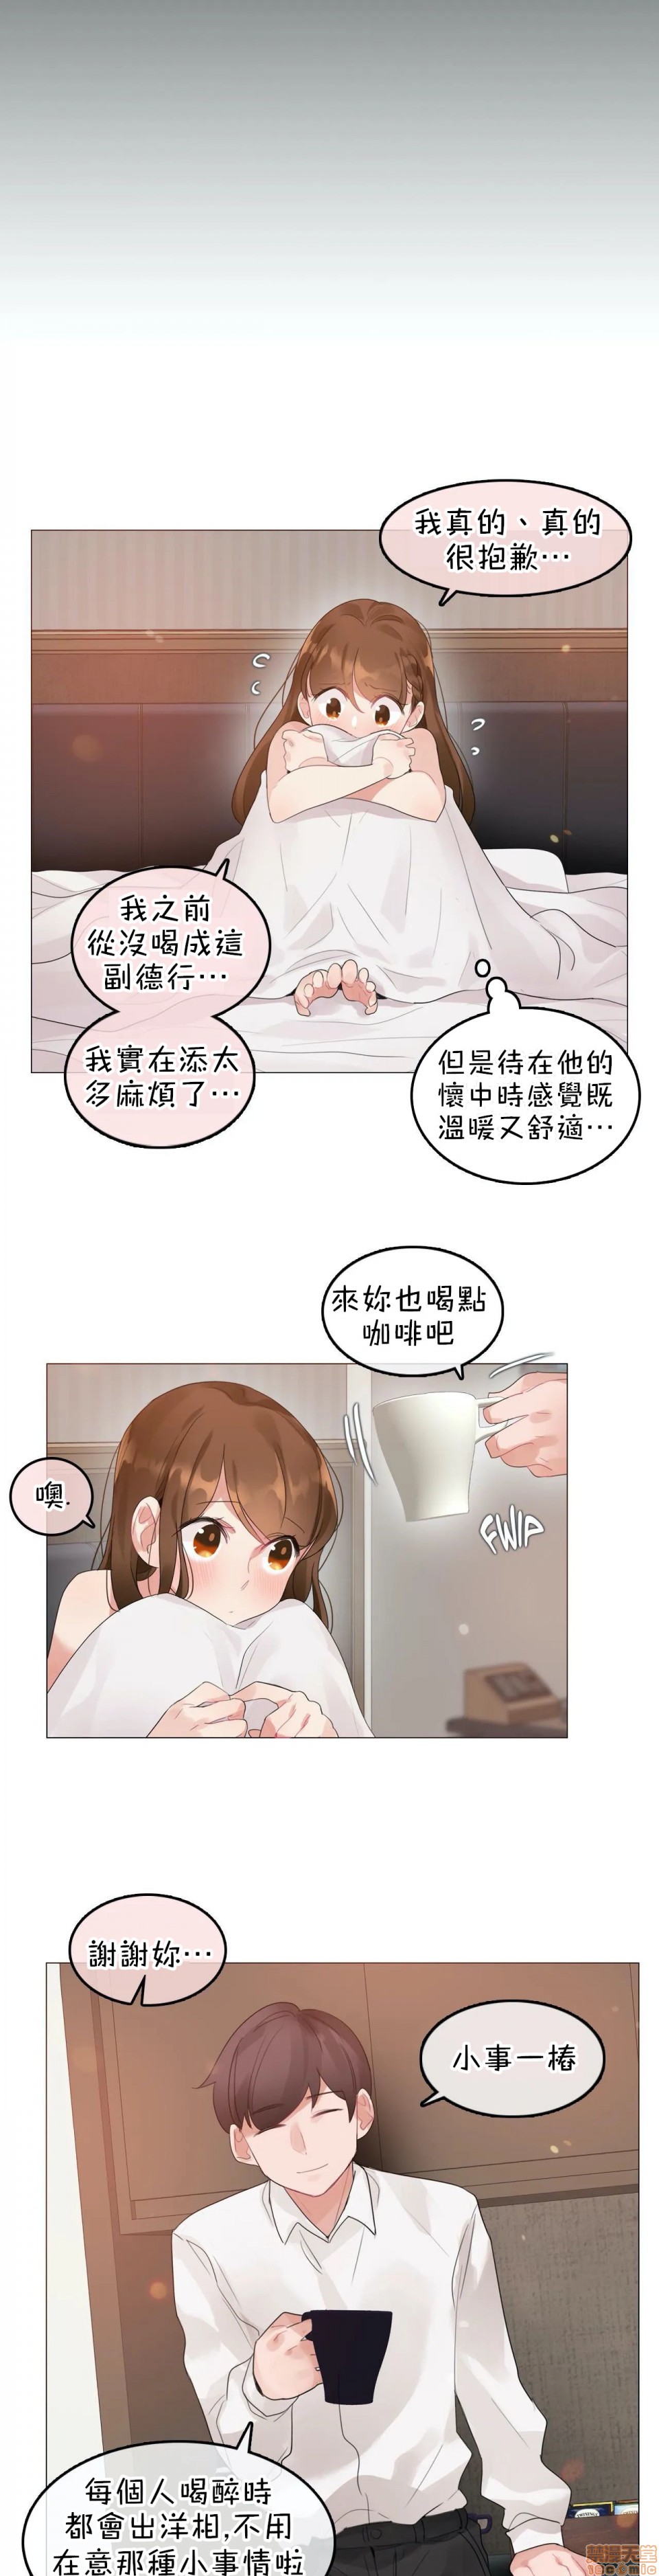 我真的、真的
很抱歉…
我之前
從沒喝成這
副德行…
我實在添太
多麻煩了…
但是待在他的
懷中時感覺既
溫暖又舒適…
來妳也喝點
咖啡吧
噢.
FWIP
謝謝妳…
小事一樁
每個人喝醉時
都會出洋相,不用
在意那種小事情啦